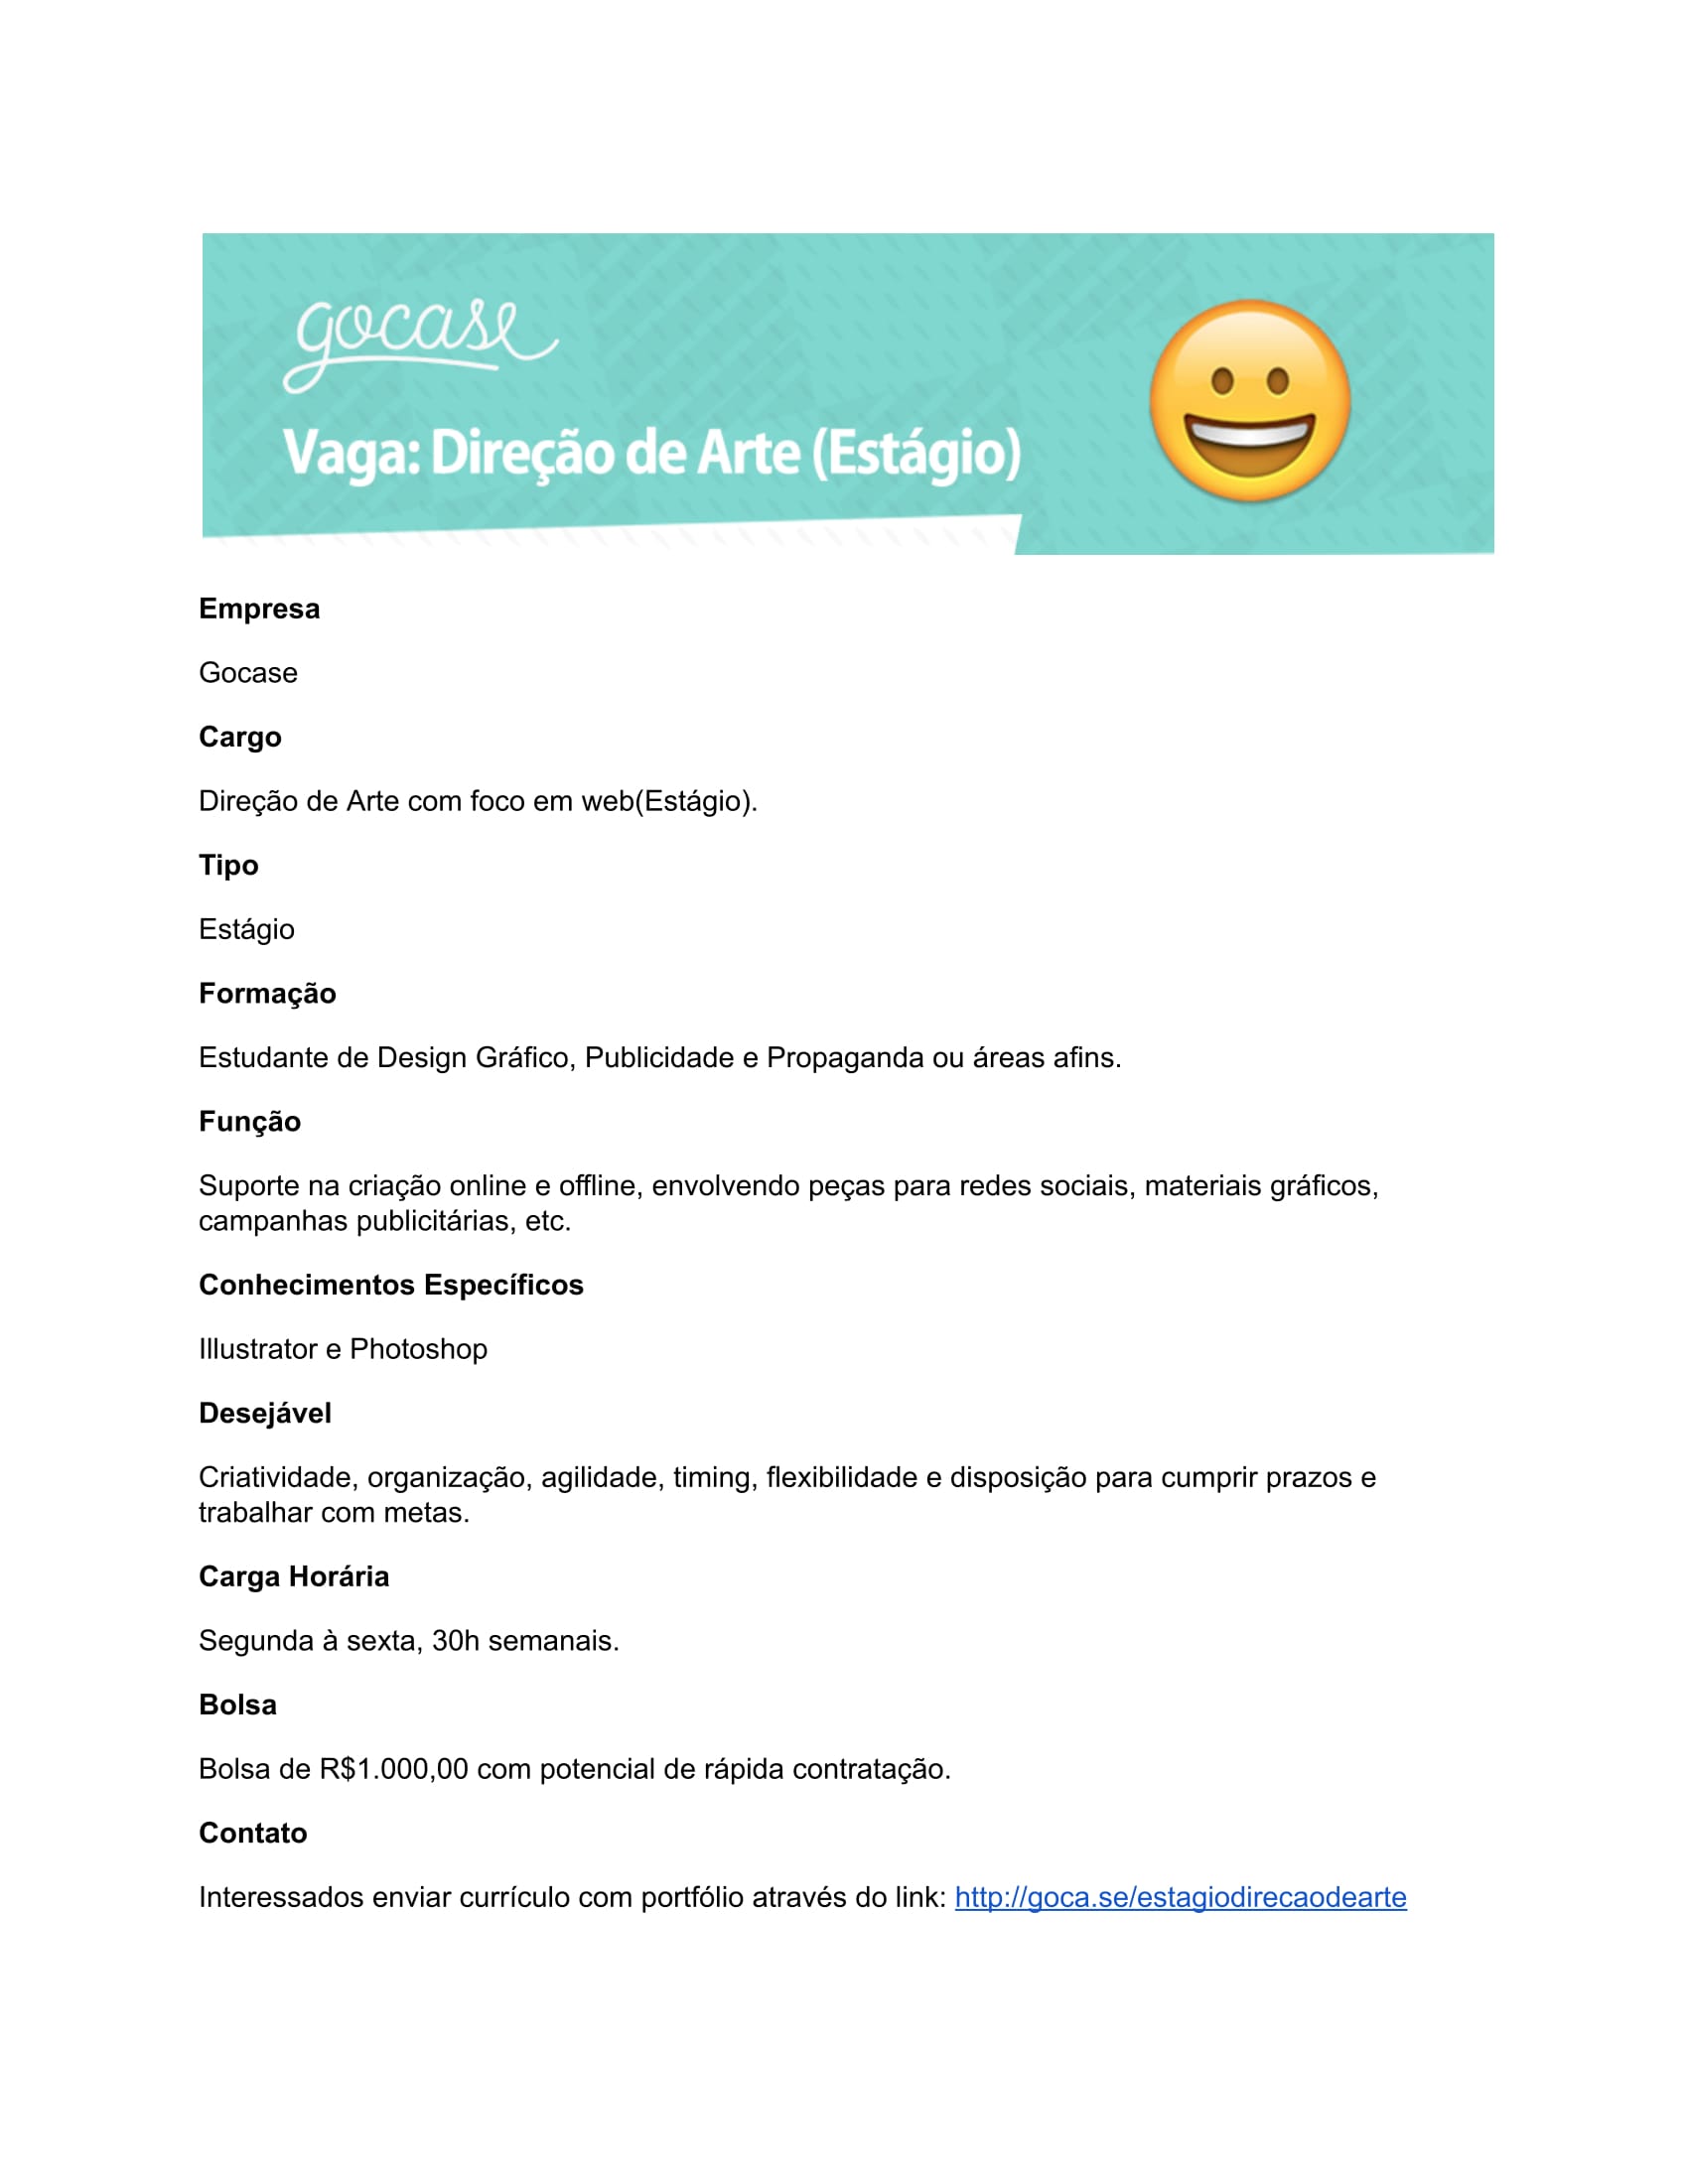 gocase
Vaga: Direção de Arte (Estágio)
Empresa
Gocase
Cargo
Direção de Arte com foco em web(Estágio).
Tipo
Estágio
Formação
Estudante de Design Gráfico, Publicidade e Propaganda ou áreas afins.
Função
Suporte na criação online e offline, envolvendo peças para redes sociais, materiais gráficos,
campanhas publicitárias, etc.
Conhecimentos Específicos
Illustrator e Photoshop
Desejável
Criatividade, organização, agilidade, timing, flexibilidade e disposição para cumprir prazos e
trabalhar com metas.
Carga Horária
Segunda à sexta, 30h semanais.
Bolsa
Bolsa de R$1.000,00 com potencial de rápida contratação.
Contato
Interessados enviar currículo com portfólio através do link: http://goca.se/estagiodirecaodearte